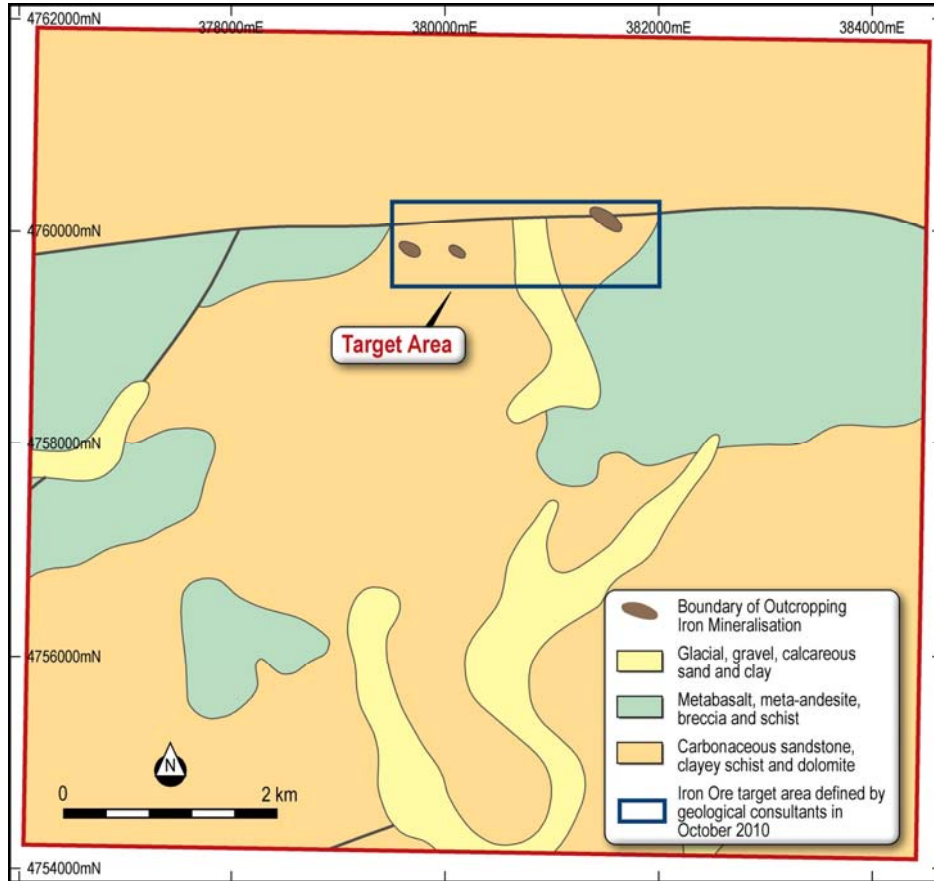 4762000mN
378000mE
380000mE
382000mE
384000mE
4760000mN
Target Area
4758000mN
4756000mN
4754000mN
N
0
2 km
Boundary of Outcropping
Iron Mineralisation
Glacial, gravel, calcareous
sand and clay
Metabasalt, meta-andesite,
breccia and schist
Carbonaceous sandstone,
clayey schist and dolomite
Iron Ore target area defined by
geological consultants in
October 2010